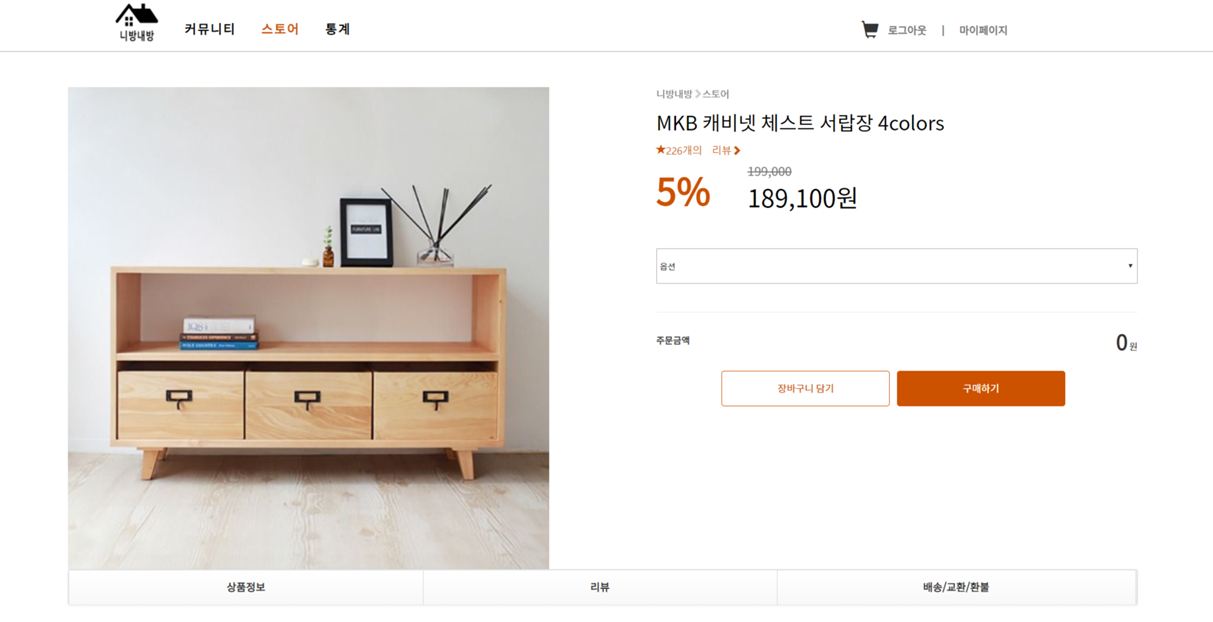 니방내방
커뮤니티 스토어 통계
로그아웃 | 마이페이지
니방내방 > 스토어
MKB 캐비넷 체스트 서랍장 4colors
★226개의 리뷰 >
5% 199,000
189,100원
FURNITURE LAB
옵션
주문금액 0원
장바구니 담기 구매하기
상품정보 리뷰 배송/교환/환불